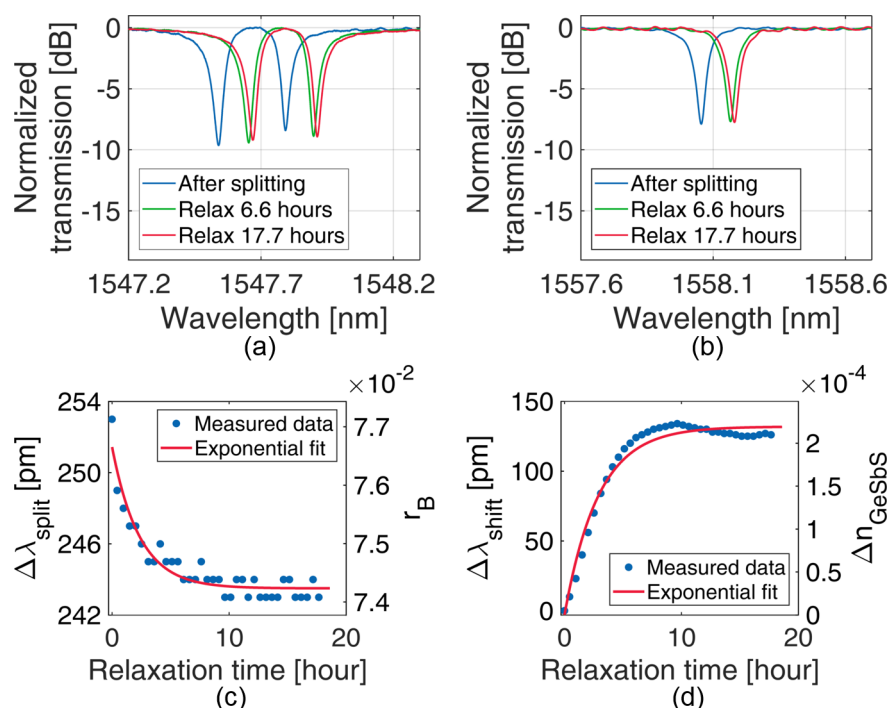 Normalized
transmission [dB]
0
-5
-10
-15
After splitting
Relax 6.6 hours
Relax 17.7 hours
1547.2
1547.7
1548.2
Wavelength [nm]
(a)
Normalized
transmission [dB]
0
-5
-10
-15
After splitting
Relax 6.6 hours
Relax 17.7 hours
1557.6
1558.1
1558.6
Wavelength [nm]
(b)
Δλsplit [pm]
254
250
246
242
Measured data
Exponential fit
×10-2
7.7
7.6
7.5
7.4
rB
0
10
20
Relaxation time [hour]
(c)
Δλshift [pm]
150
100
50
0
Measured data
Exponential fit
×10-4
2
1
0
ΔnGeSbS
0
10
20
Relaxation time [hour]
(d)